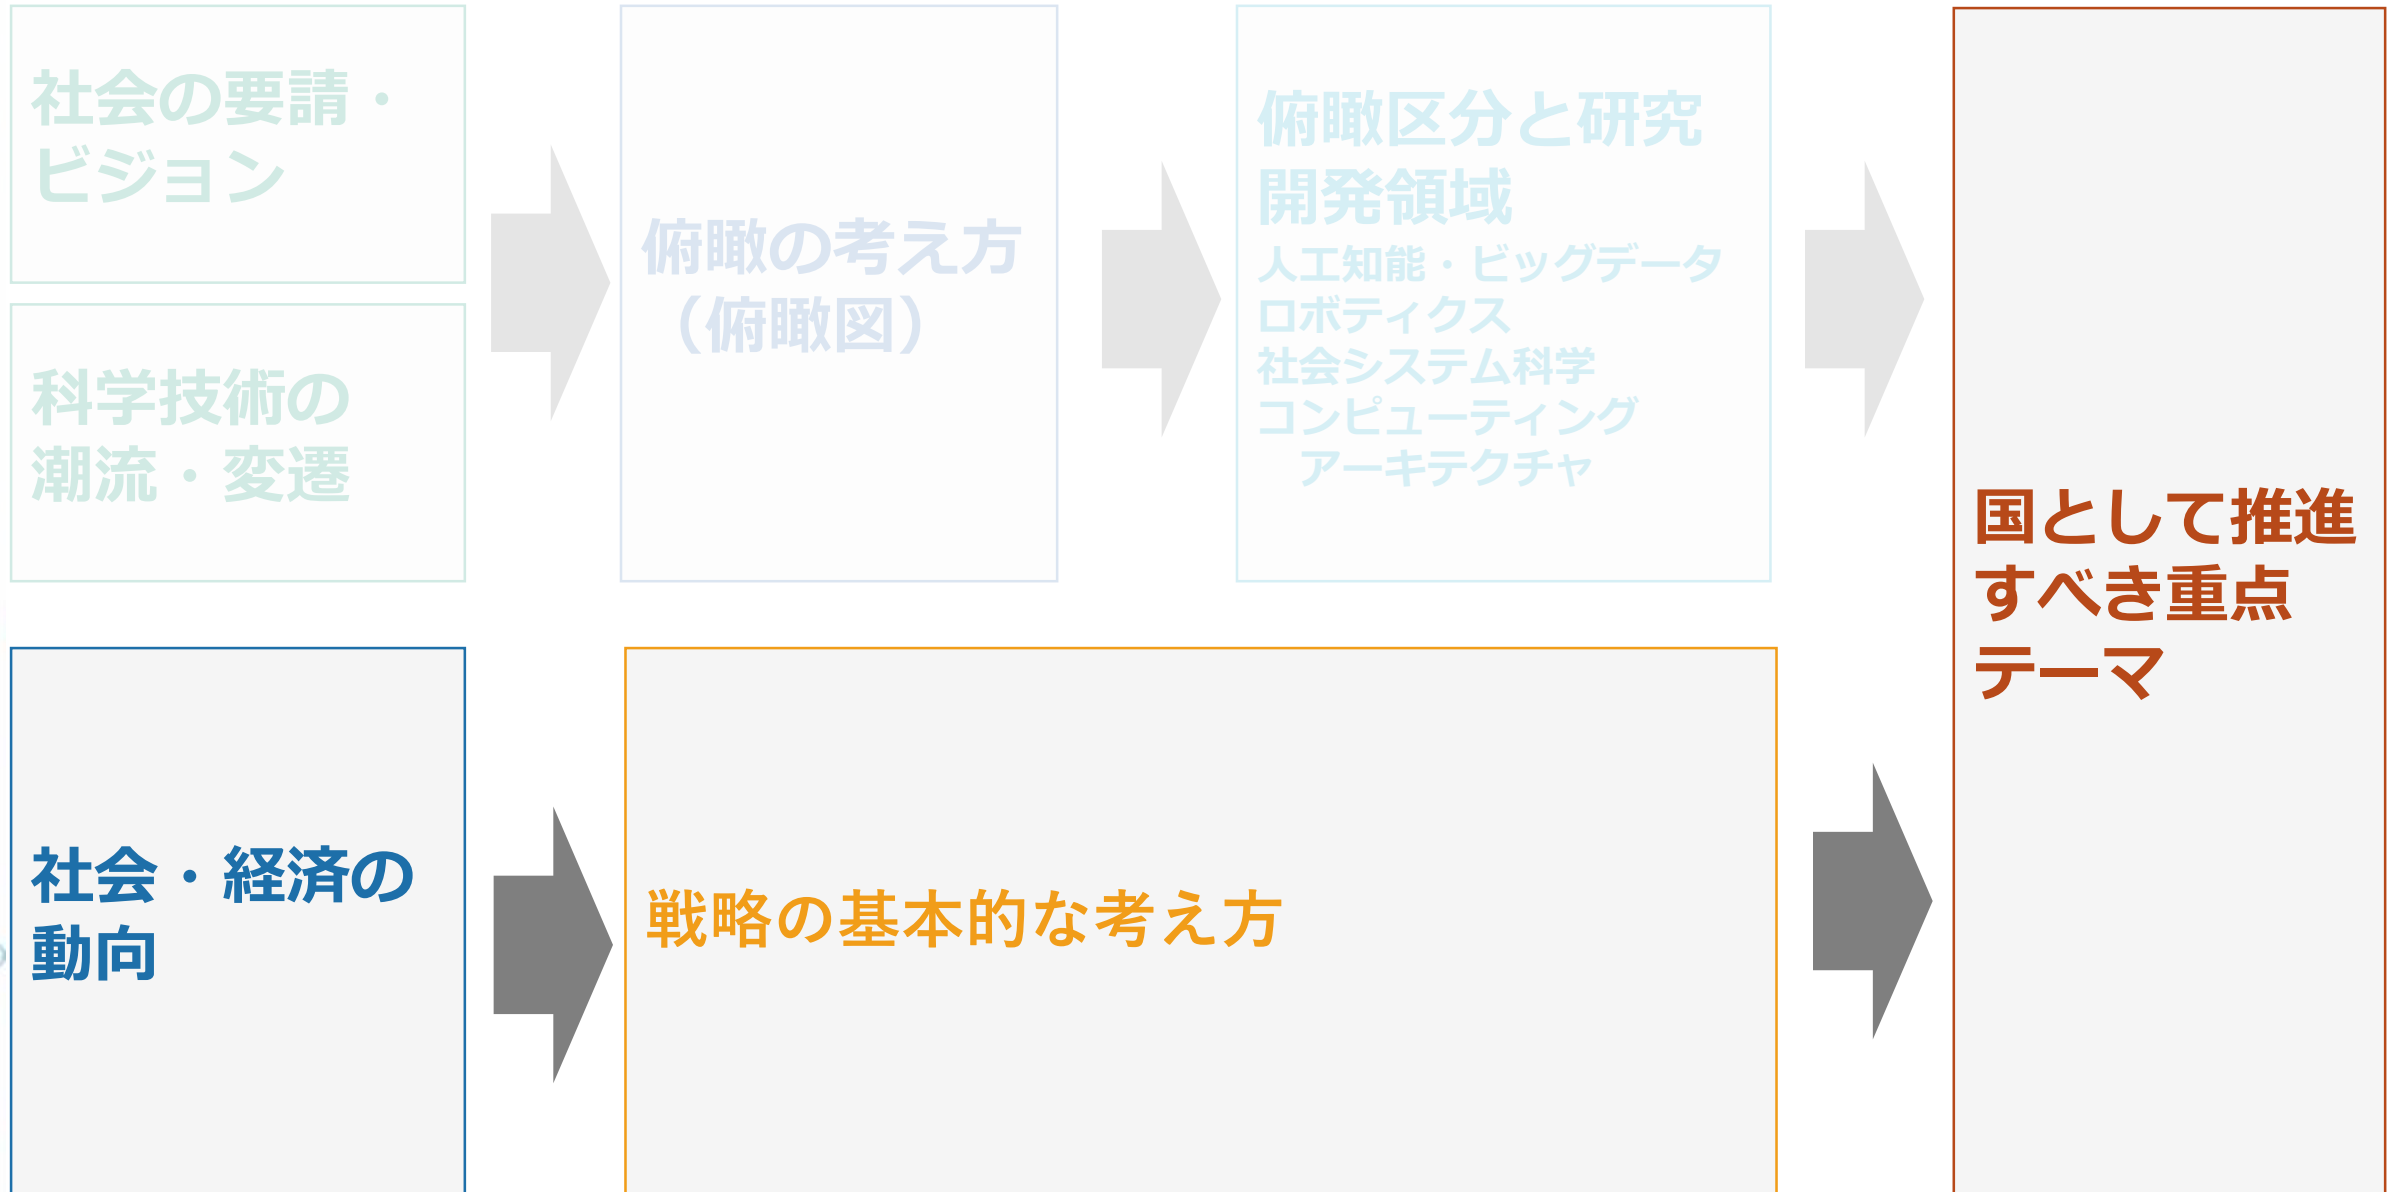 社会の要請・
ビジョン
科学技術の
潮流・変遷
俯瞰の考え方
（俯瞰図）
俯瞰区分と研究
開発領域
人工知能・ビッグデータ
ロボティクス
社会システム科学
コンピューティング
アーキテクチャ
国として推進
すべき重点
テーマ
社会・経済の
動向
戦略の基本的な考え方